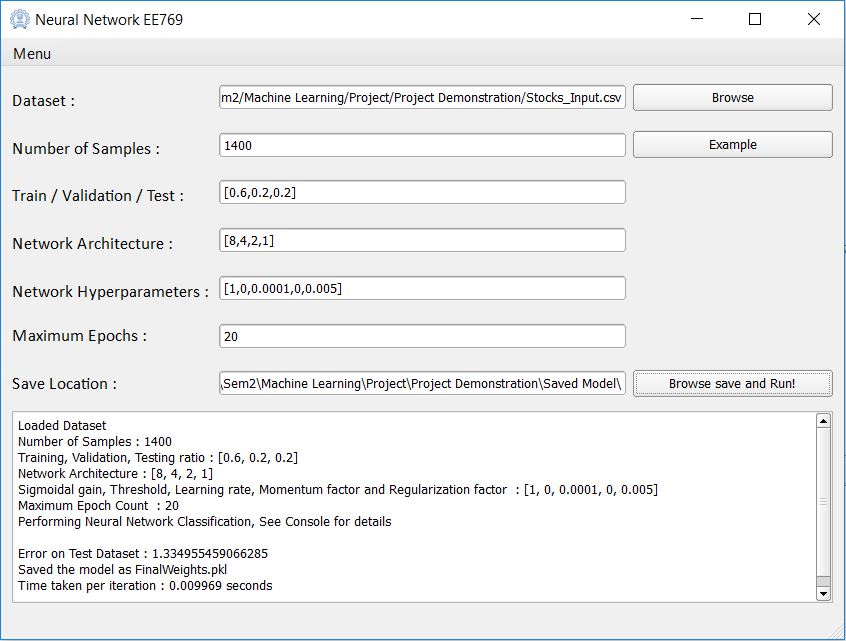 Neural Network EE769
Menu
Dataset :
m2/Machine Learning/Project/Project Demonstration/Stocks_Input.csv
Browse
Number of Samples :
1400
Example
Train / Validation / Test :
[0.6,0.2,0.2]
Network Architecture :
[8,4,2,1]
Network Hyperparameters :
[1,0,0.0001,0,0.005]
Maximum Epochs :
20
Save Location :
\Sem2\Machine Learning\Project\Project Demonstration\Saved Model\
Browse save and Run!
Loaded Dataset
Number of Samples : 1400
Training, Validation, Testing ratio : [0.6, 0.2, 0.2]
Network Architecture : [8, 4, 2, 1]
Sigmoidal gain, Threshold, Learning rate, Momentum factor and Regularization factor  : [1, 0, 0.0001, 0, 0.005]
Maximum Epoch Count  : 20
Performing Neural Network Classification, See Console for details
Error on Test Dataset : 1.334955459066285
Saved the model as FinalWeights.pkl
Time taken per iteration : 0.009969 seconds